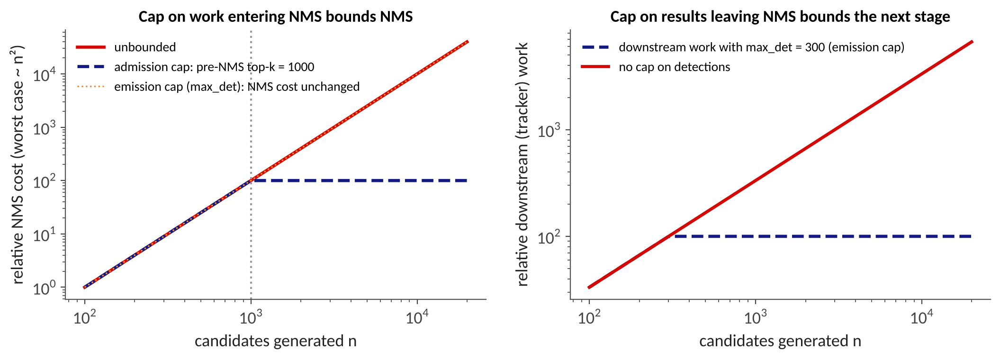 Cap on work entering NMS bounds NMS
relative NMS cost (worst case ~ n²)
unbounded
admission cap: pre-NMS top-k = 1000
emission cap (max_det): NMS cost unchanged
10⁴
10³
10²
10¹
10⁰
10² 10³ 10⁴
candidates generated n
Cap on results leaving NMS bounds the next stage
relative downstream (tracker) work
downstream work with max_det = 300 (emission cap)
no cap on detections
10³
10²
10² 10³ 10⁴
candidates generated n